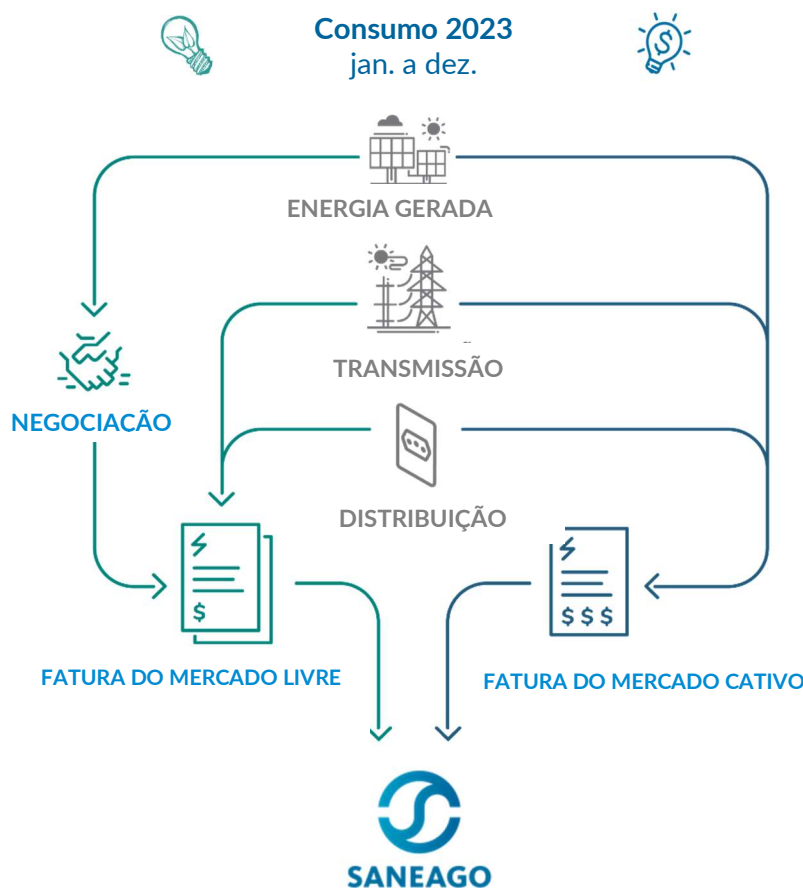 Consumo 2023
jan. a dez.
$
ENERGIA GERADA
TRANSMISSÃO
NEGOCIAÇÃO
DISTRIBUIÇÃO
$
$ $ $
FATURA DO MERCADO LIVRE
FATURA DO MERCADO CATIVO
SANEAGO